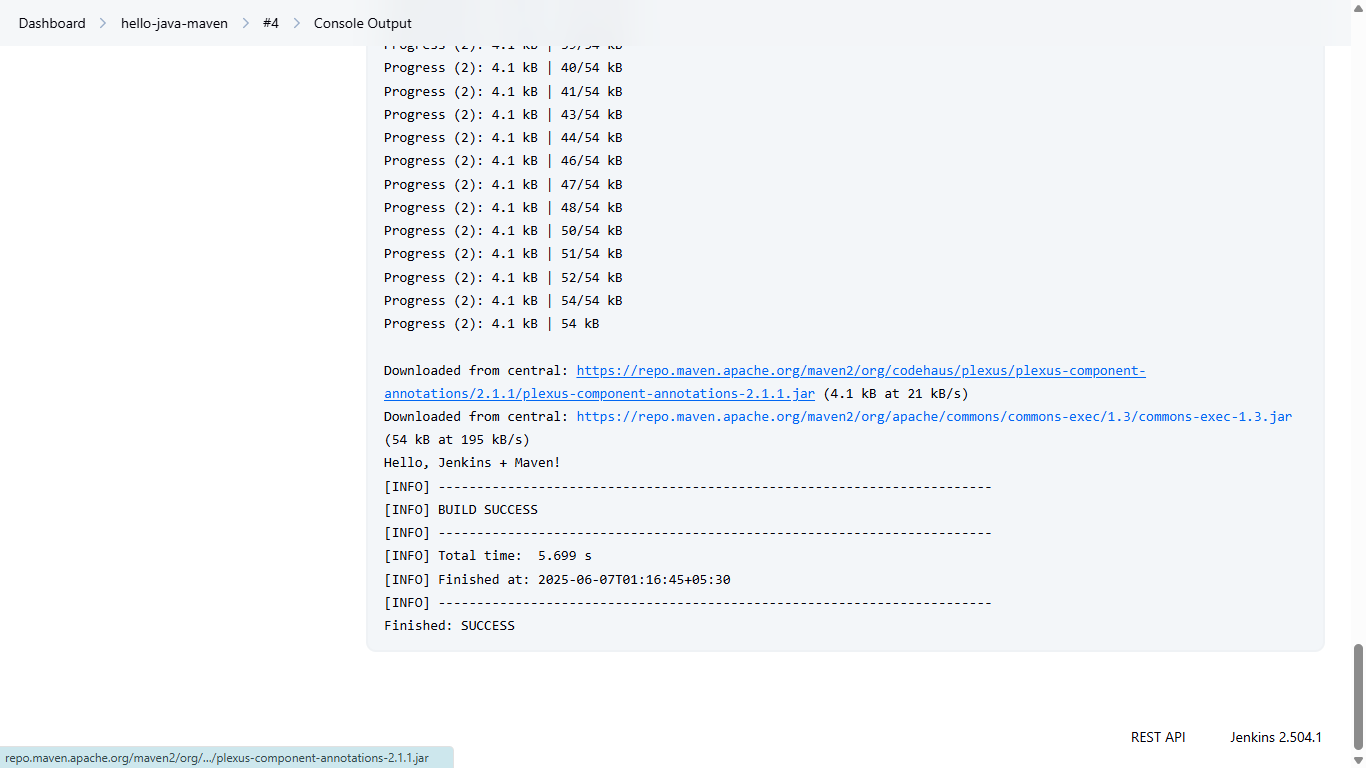 Dashboard > hello-java-maven > #4 > Console Output
Progress (2): 4.1 kB | 39/54 kB
Progress (2): 4.1 kB | 40/54 kB
Progress (2): 4.1 kB | 41/54 kB
Progress (2): 4.1 kB | 43/54 kB
Progress (2): 4.1 kB | 44/54 kB
Progress (2): 4.1 kB | 46/54 kB
Progress (2): 4.1 kB | 47/54 kB
Progress (2): 4.1 kB | 48/54 kB
Progress (2): 4.1 kB | 50/54 kB
Progress (2): 4.1 kB | 51/54 kB
Progress (2): 4.1 kB | 52/54 kB
Progress (2): 4.1 kB | 54/54 kB
Progress (2): 4.1 kB | 54 kB
Downloaded from central: https://repo.maven.apache.org/maven2/org/codehaus/plexus/plexus-component-
annotations/2.1.1/plexus-component-annotations-2.1.1.jar (4.1 kB at 21 kB/s)
Downloaded from central: https://repo.maven.apache.org/maven2/org/apache/commons/commons-exec/1.3/commons-exec-1.3.jar
(54 kB at 195 kB/s)
Hello, Jenkins + Maven!
[INFO] ------------------------------------------------------------------------
[INFO] BUILD SUCCESS
[INFO] ------------------------------------------------------------------------
[INFO] Total time:  5.699 s
[INFO] Finished at: 2025-06-07T01:16:45+05:30
[INFO] ------------------------------------------------------------------------
Finished: SUCCESS
REST API Jenkins 2.504.1
repo.maven.apache.org/maven2/org/.../plexus-component-annotations-2.1.1.jar